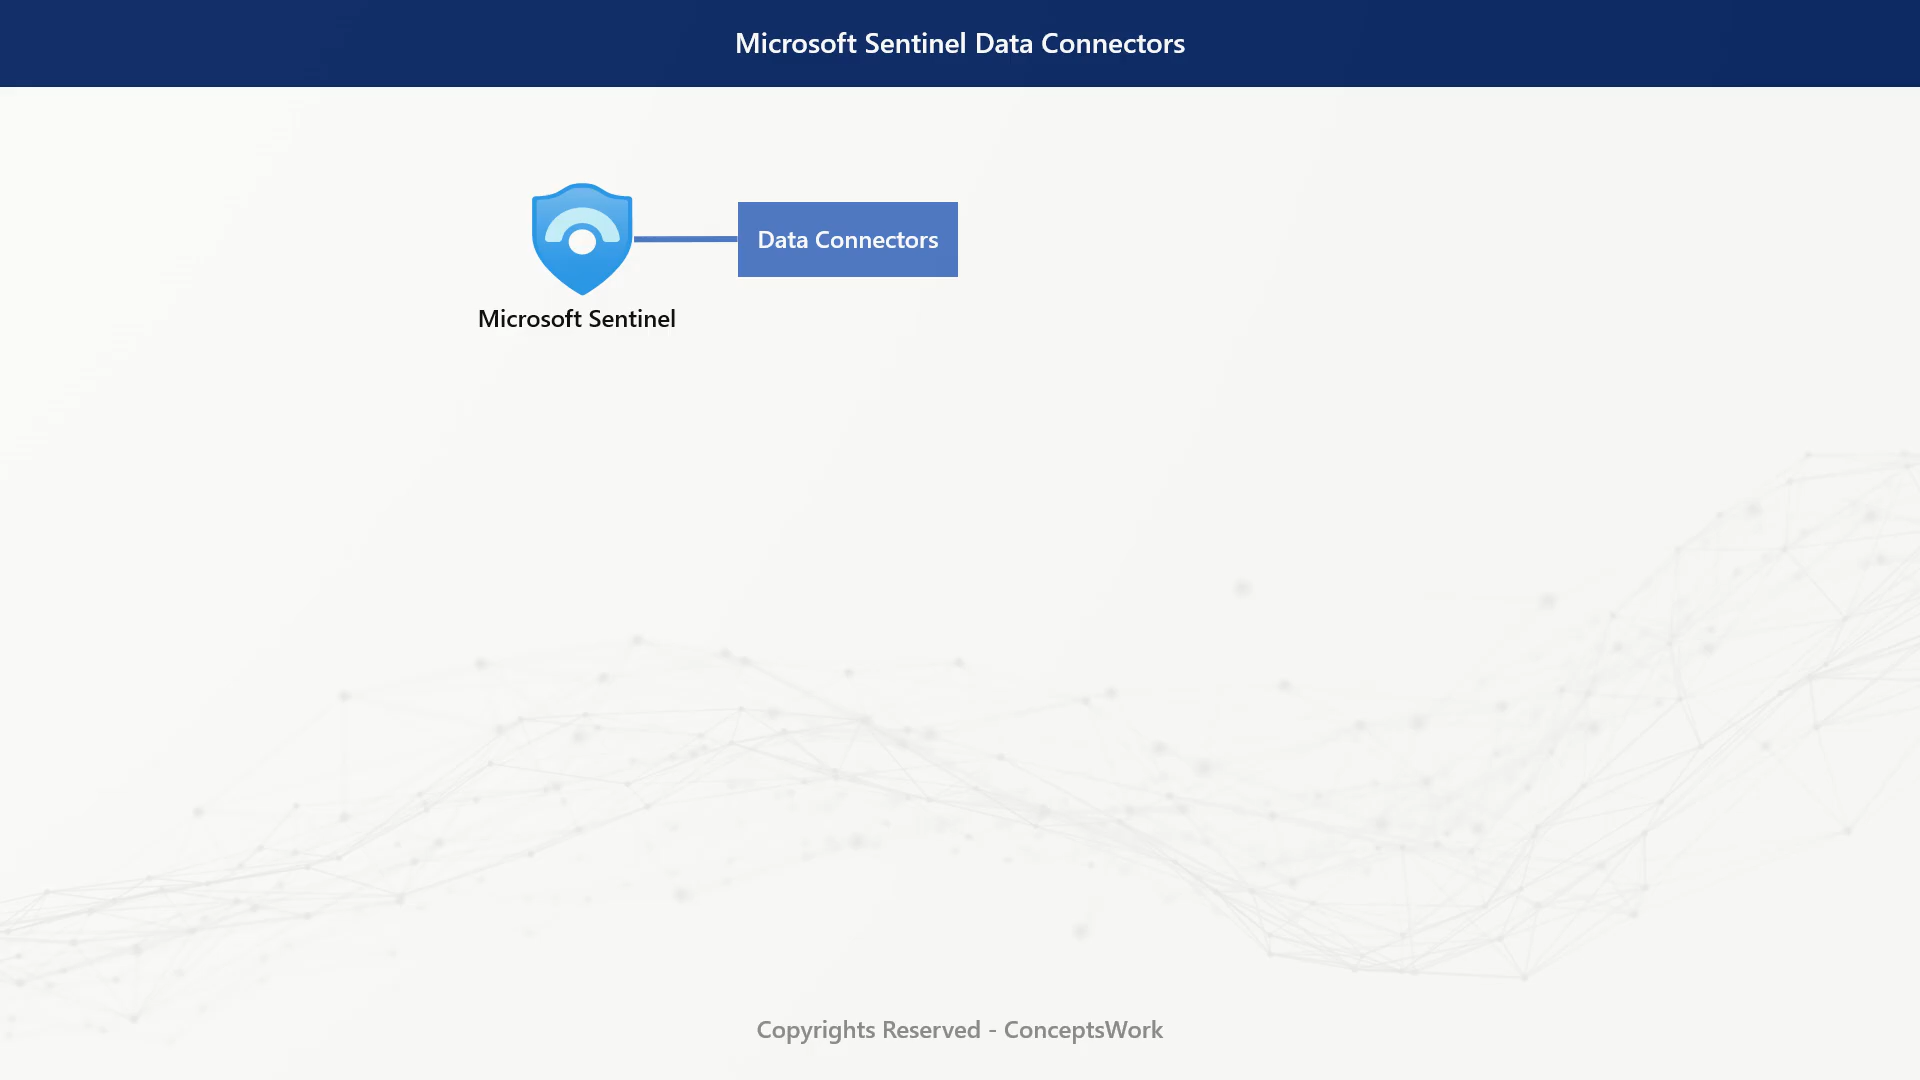 Microsoft Sentinel Data Connectors
Data Connectors
Microsoft Sentinel
Copyrights Reserved - ConceptsWork